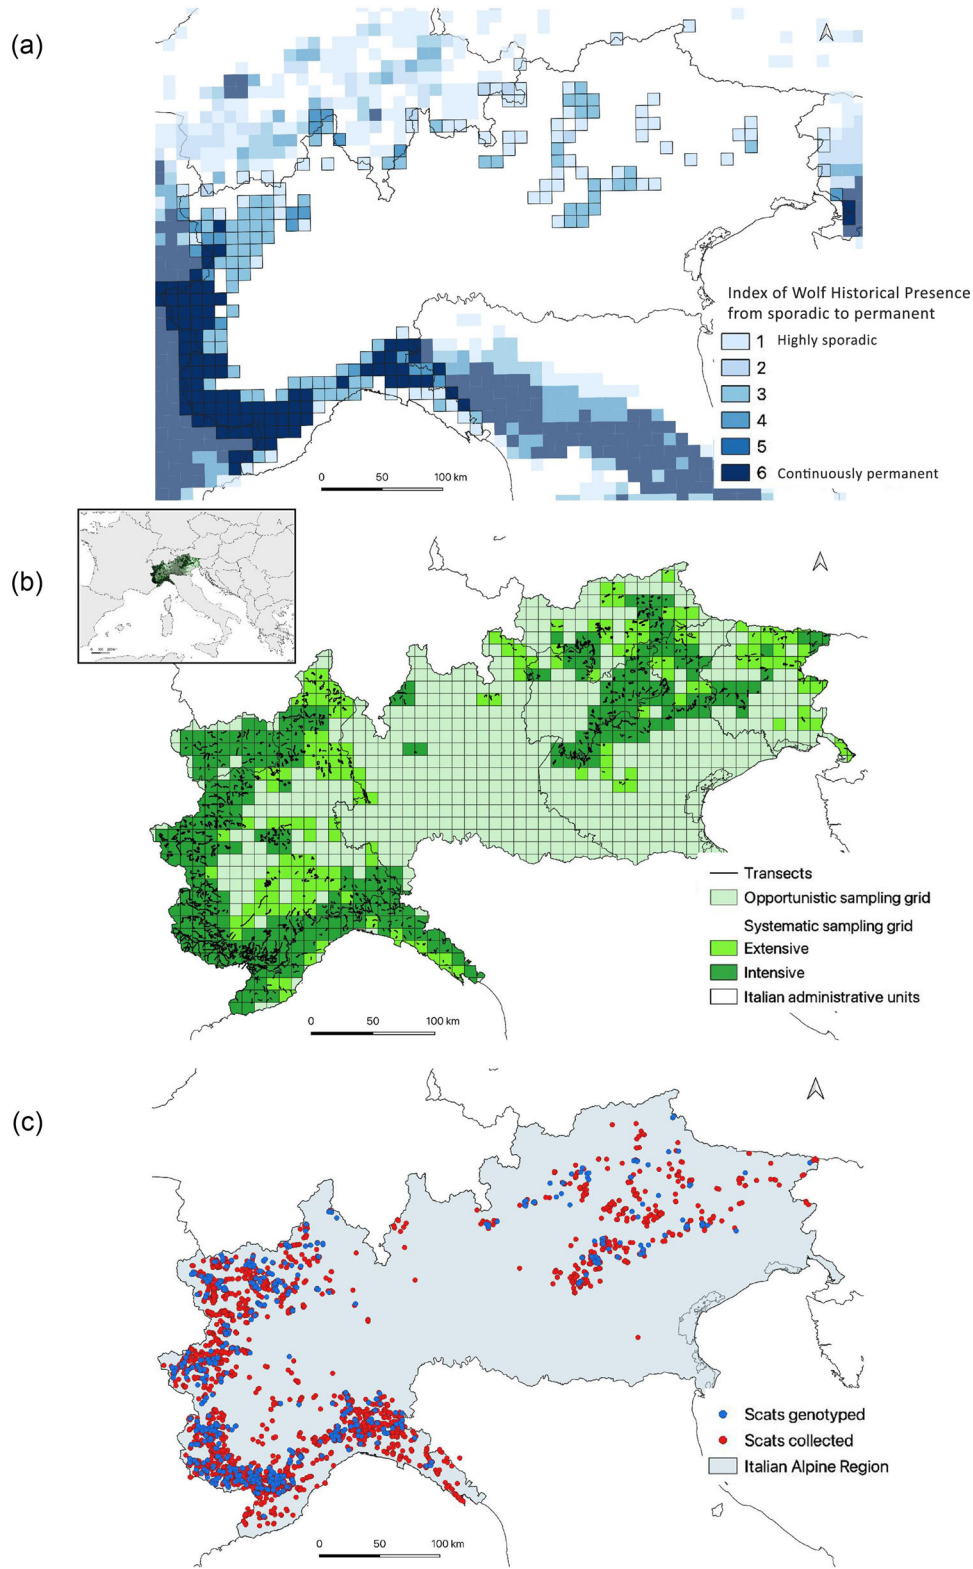 (a)
Index of Wolf Historical Presence
from sporadic to permanent
1 Highly sporadic
2
3
4
5
6 Continuously permanent
0 50 100 km
(b)
A
Transects
Opportunistic sampling grid
Systematic sampling grid
Extensive
Intensive
Italian administrative units
0 50 100 km
(c)
Scats genotyped
Scats collected
Italian Alpine Region
0 50 100 km